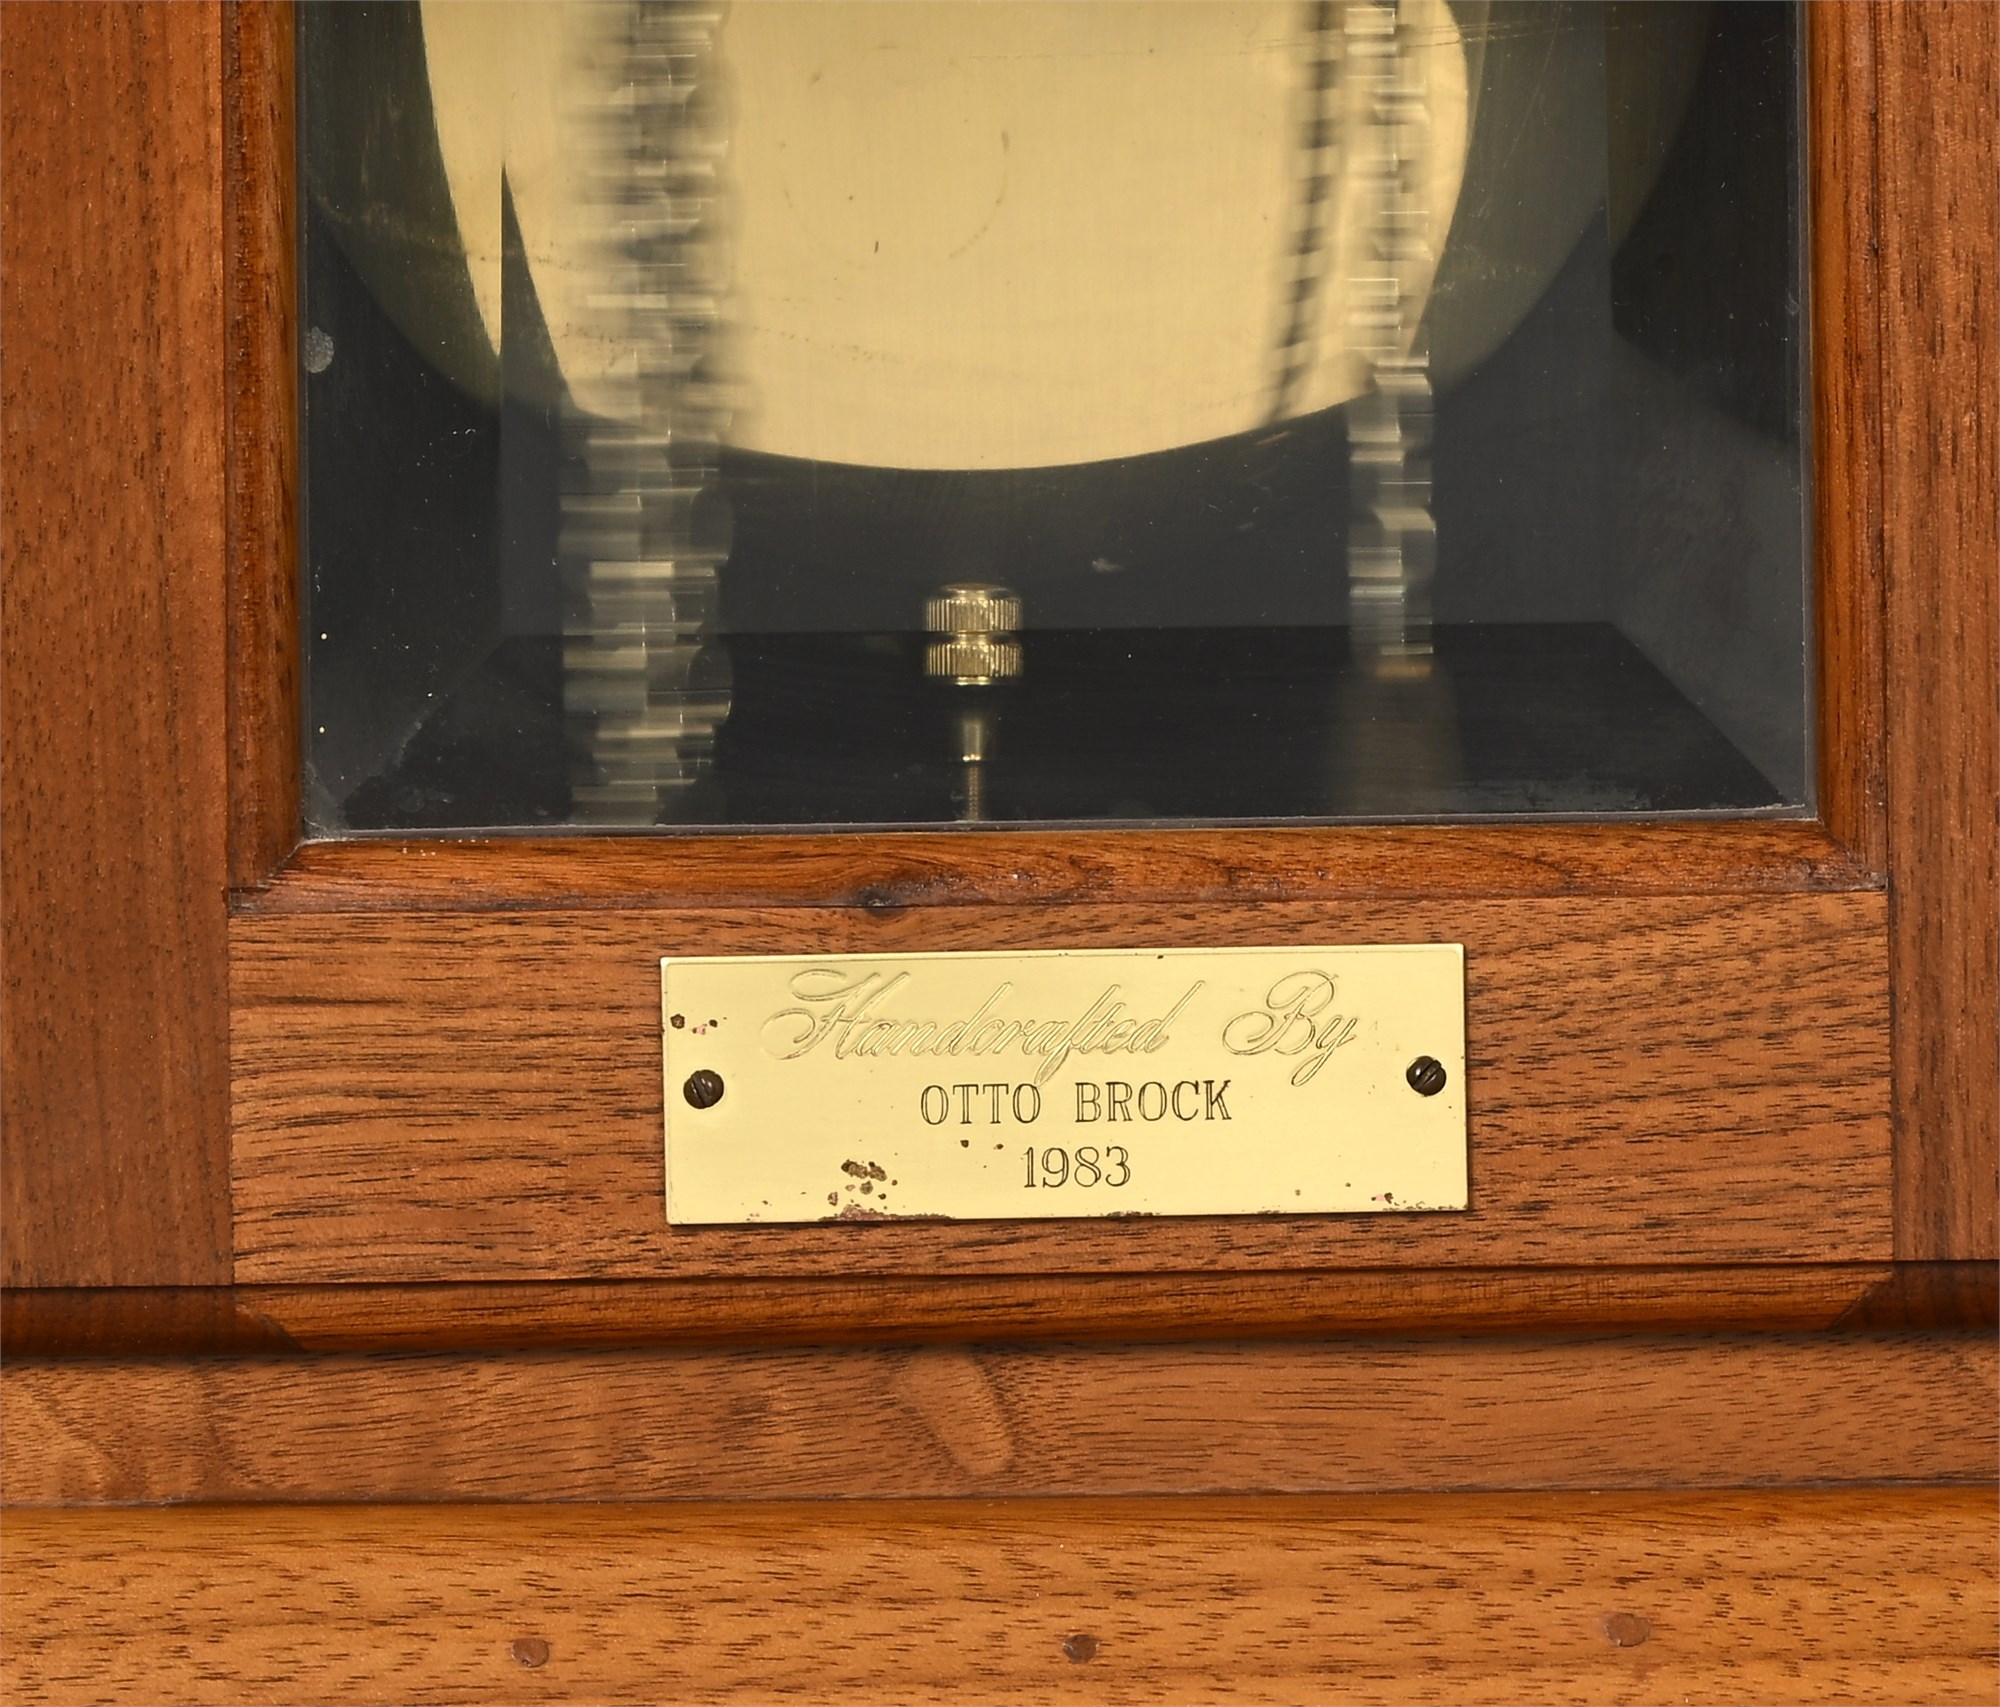 Handcrafted By
OTTO BROCK
1983